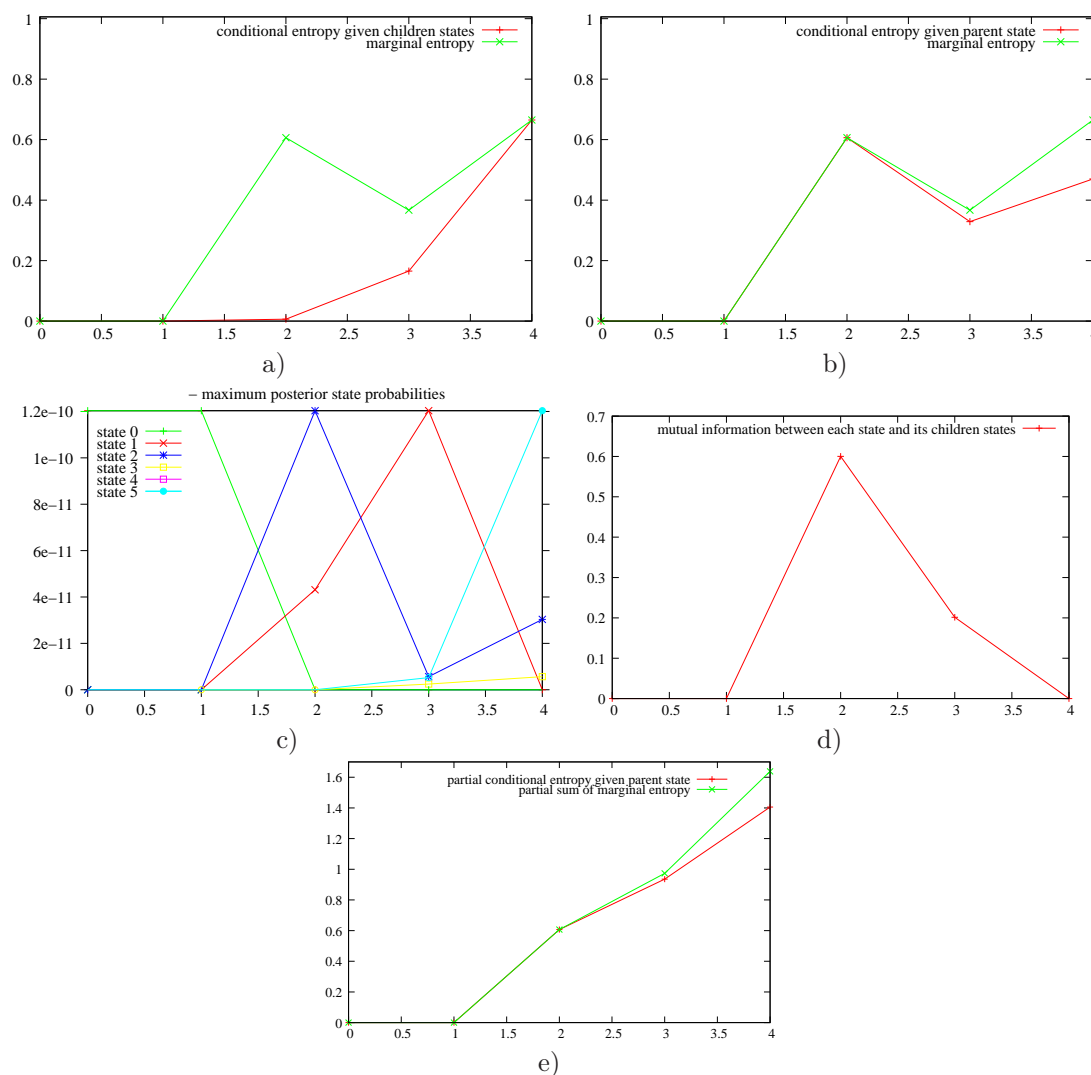 conditional entropy given children states
marginal entropy
1
0.8
0.6
0.4
0.2
0
0 0.5 1 1.5 2 2.5 3 3.5 4
a)
conditional entropy given parent state
marginal entropy
1
0.8
0.6
0.4
0.2
0
0 0.5 1 1.5 2 2.5 3 3.5 4
b)
− maximum posterior state probabilities
state 0
state 1
state 2
state 3
state 4
state 5
1.2e−10
1e−10
8e−11
6e−11
4e−11
2e−11
0
0 0.5 1 1.5 2 2.5 3 3.5 4
c)
mutual information between each state and its children states
0.7
0.6
0.5
0.4
0.3
0.2
0.1
0
0 0.5 1 1.5 2 2.5 3 3.5 4
d)
partial conditional entropy given parent state
partial sum of marginal entropy
1.6
1.4
1.2
1
0.8
0.6
0.4
0.2
0
0 0.5 1 1.5 2 2.5 3 3.5 4
e)